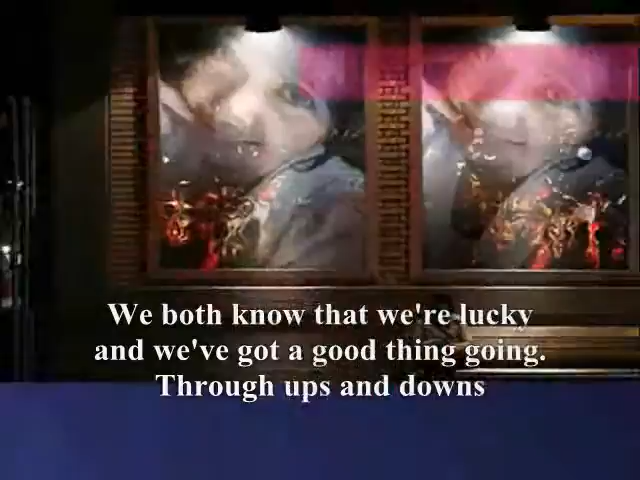 We both know that we're lucky
and we've got a good thing going.
Through ups and downs